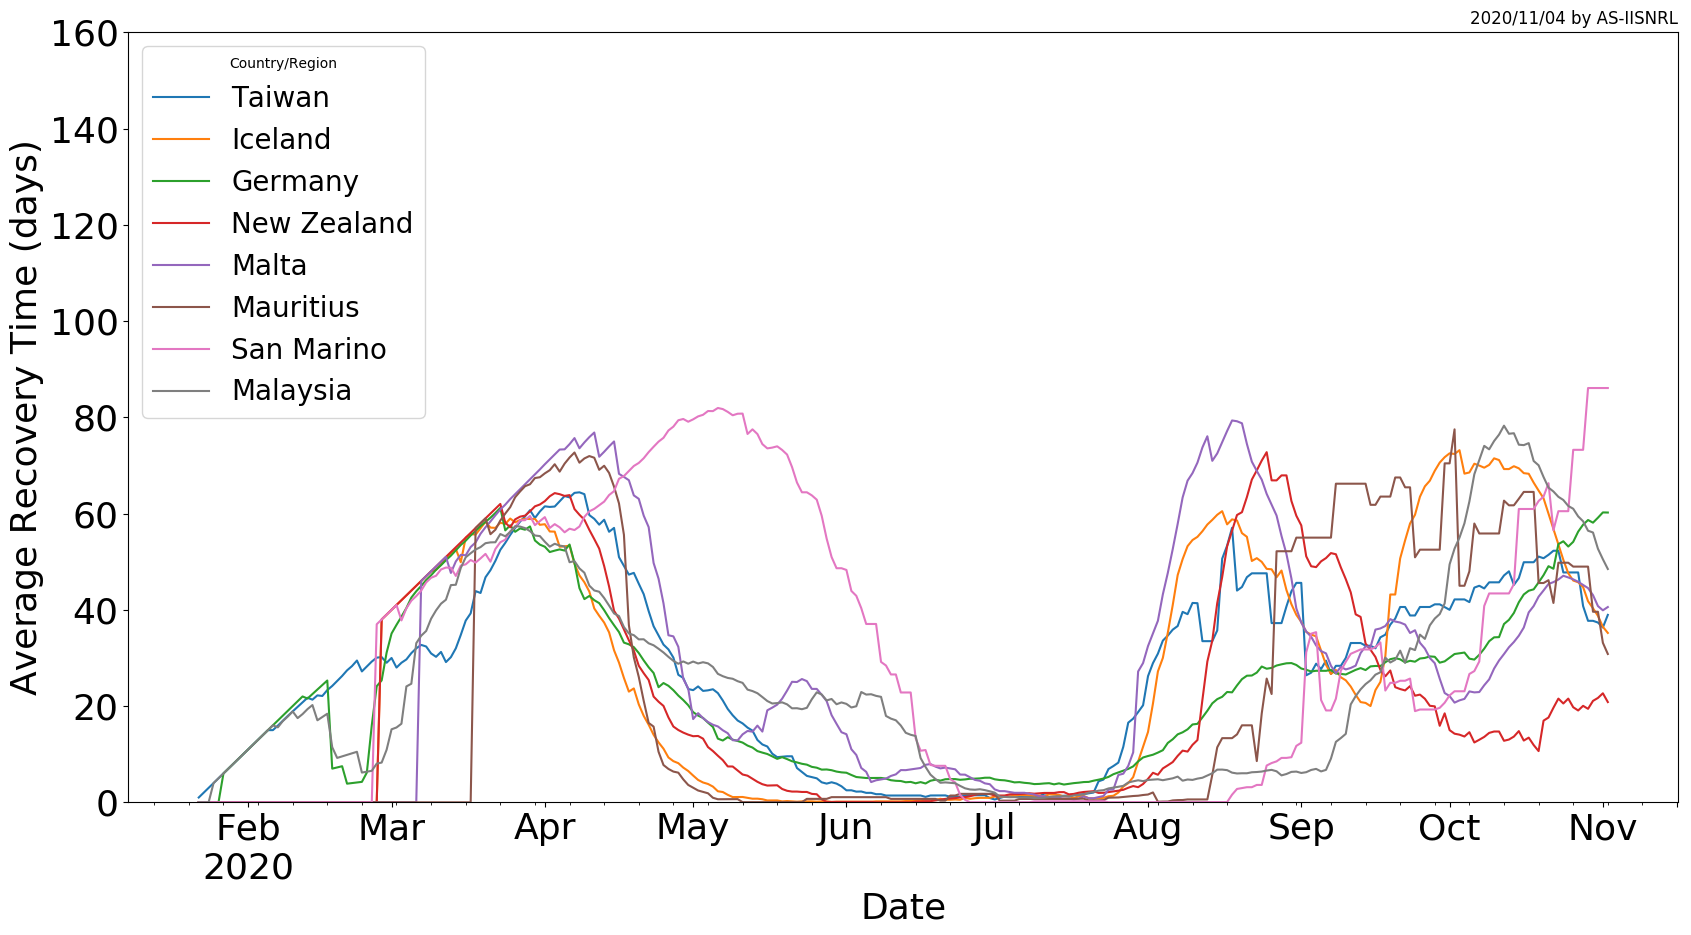 2020/11/04 by AS-IISNRL
160
140
120
100
80
60
40
20
0
Average Recovery Time (days)
Country/Region
Taiwan
Iceland
Germany
New Zealand
Malta
Mauritius
San Marino
Malaysia
Feb Mar Apr May Jun Jul Aug Sep Oct Nov
2020
Date